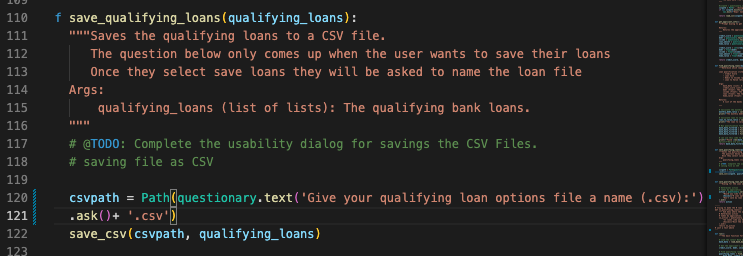 110 f save_qualifying_loans(qualifying_loans):
111 """Saves the qualifying loans to a CSV file.
112 The question below only comes up when the user wants to save their loans
113 Once they select save loans they will be asked to name the loan file
114 Args:
115 qualifying_loans (list of lists): The qualifying bank loans.
116 """
117 # @TODO: Complete the usability dialog for savings the CSV Files.
118 # saving file as CSV
119
120 csvpath = Path(questionary.text('Give your qualifying loan options file a name (.csv):')
121 .ask()+ '.csv')
122 save_csv(csvpath, qualifying_loans)
123